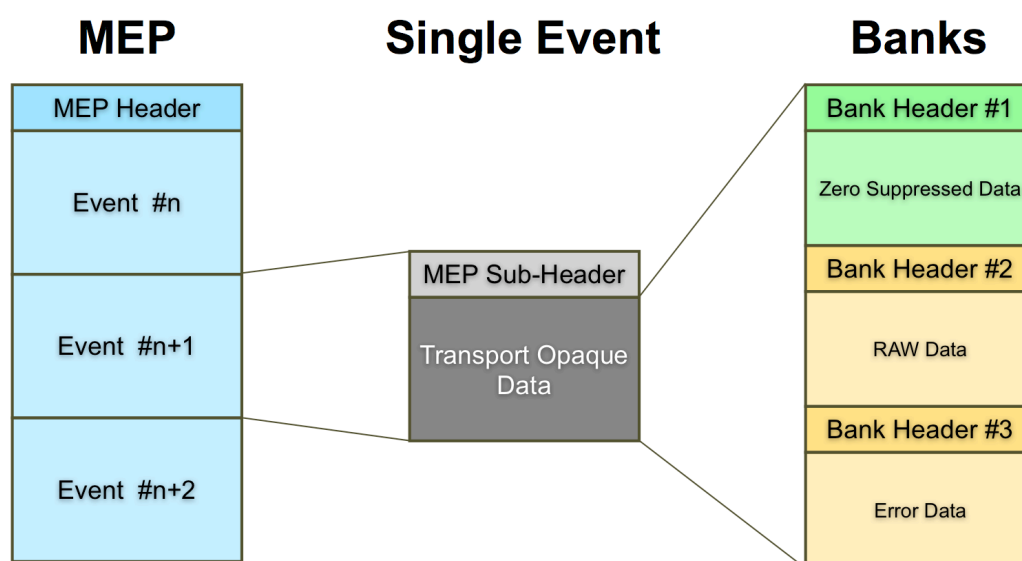 MEP
Single Event
Banks
MEP Header
Event #n
Event #n+1
Event #n+2
MEP Sub-Header
Transport Opaque
Data
Bank Header #1
Zero Suppressed Data
Bank Header #2
RAW Data
Bank Header #3
Error Data